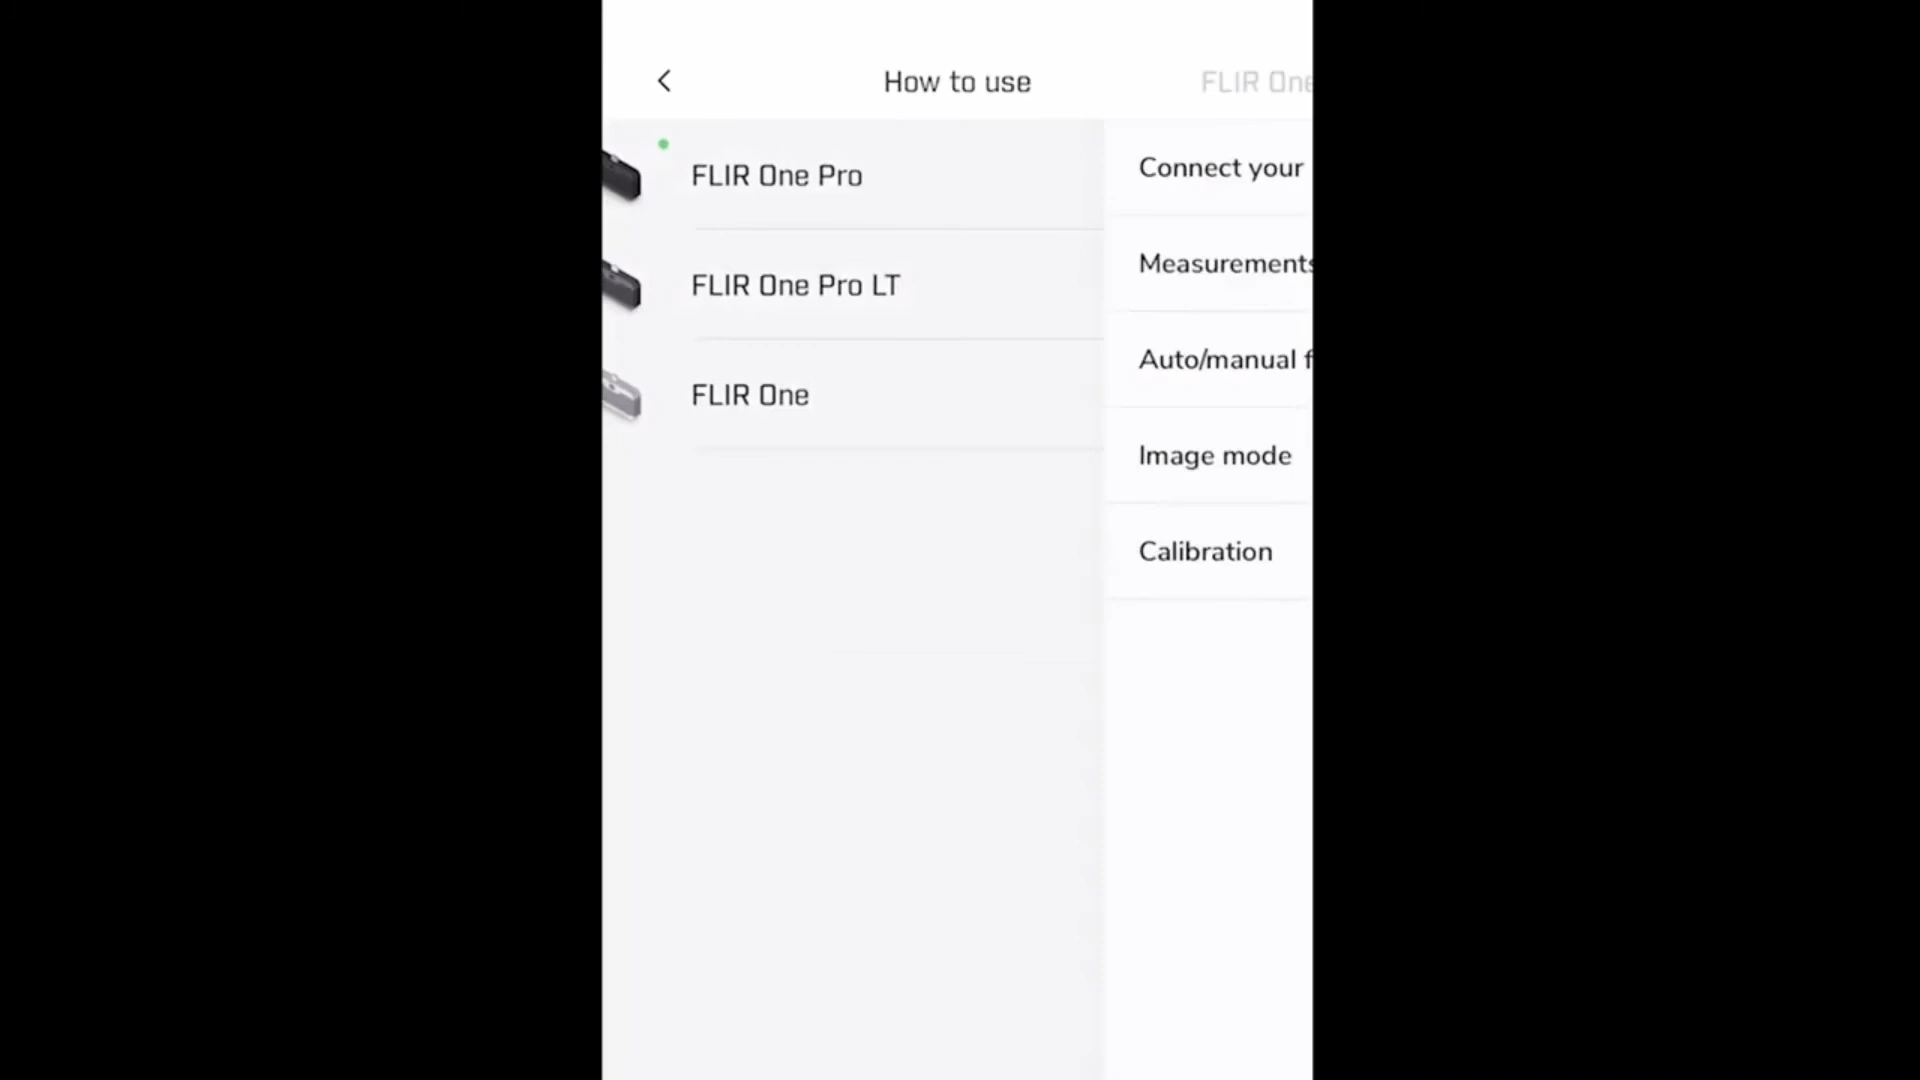 How to use
FLIR One
FLIR One Pro
FLIR One Pro LT
FLIR One
Connect your
Measurements
Auto/manual f
Image mode
Calibration